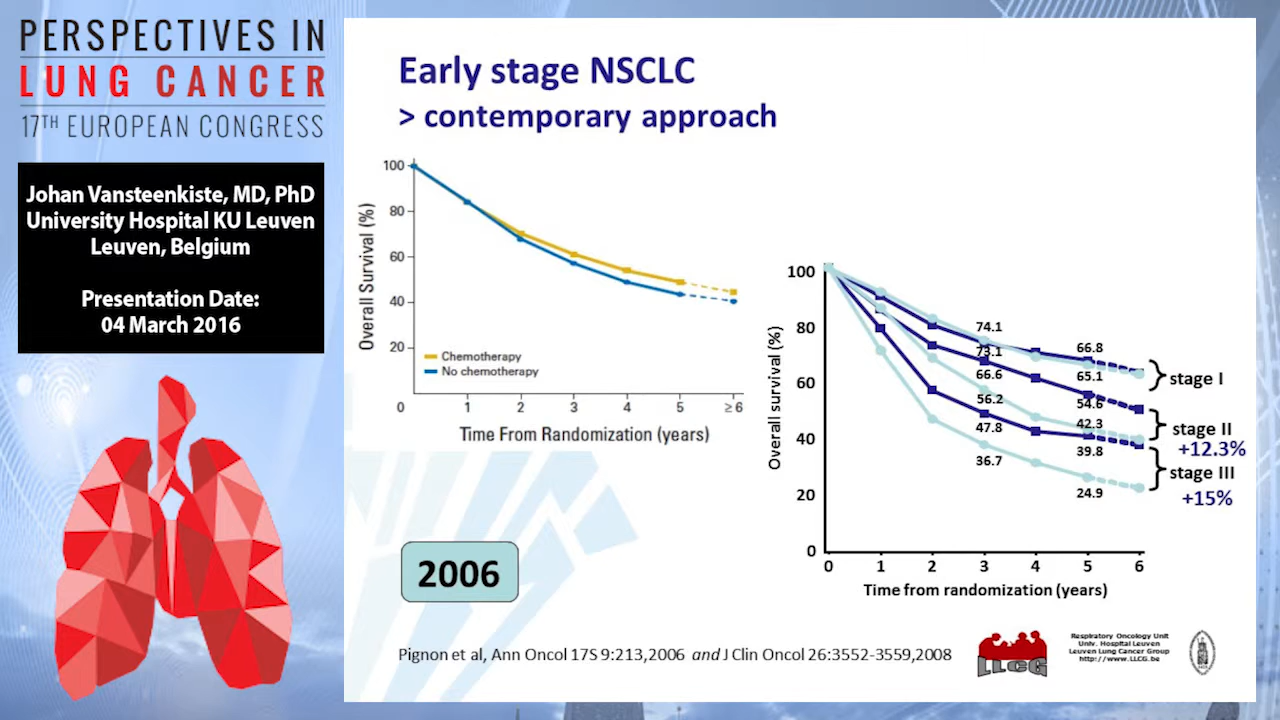 PERSPECTIVES IN
LUNG CANCER
17TH EUROPEAN CONGRESS
Johan Vansteenkiste, MD, PhD
University Hospital KU Leuven
Leuven, Belgium
Presentation Date:
04 March 2016
Early stage NSCLC
> contemporary approach
Overall Survival (%)
100
80
60
40
20
0
1
2
3
4
5
≥6
Chemotherapy
No chemotherapy
Time From Randomization (years)
Overall survival (%)
100
80
60
40
20
0
74.1
73.1
66.6
56.2
47.8
36.7
66.8
65.1
54.6
42.3
39.8
24.9
stage I
stage II
+12.3%
stage III
+15%
0
1
2
3
4
5
6
Time from randomization (years)
2006
Pignon et al, Ann Oncol 17S 9:213,2006 and J Clin Oncol 26:3552-3559,2008
LLCG
Respiratory Oncology Unit
Univ. Hospital Leuven
Leuven Lung Cancer Group
http://www.LLCG.be